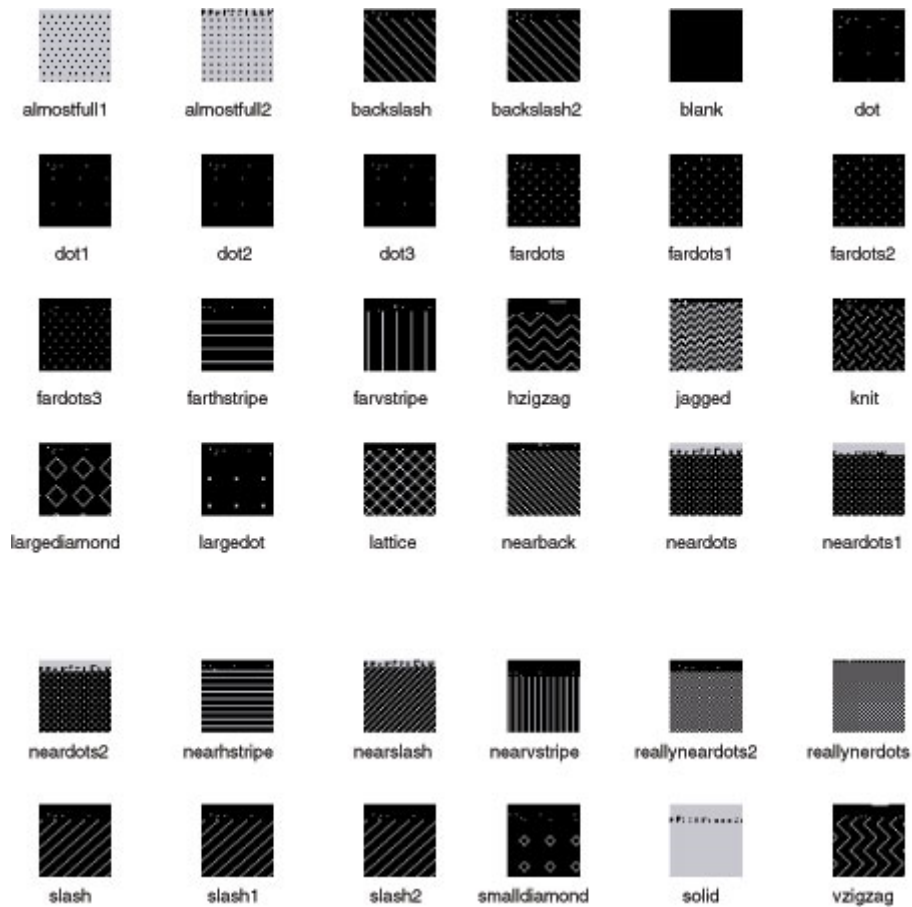 almostfull1 almostfull2 backslash backslash2 blank dot
dot1 dot2 dot3 fardots fardots1 fardots2
fardots3 farthstripe farvstripe hzigzag jagged knit
largediamond largedot lattice nearback neardots neardots1
neardots2 nearhstripe nearslash nearvstripe reallyneardots2 reallynerdots
slash slash1 slash2 smalldiamond solid vzigzag